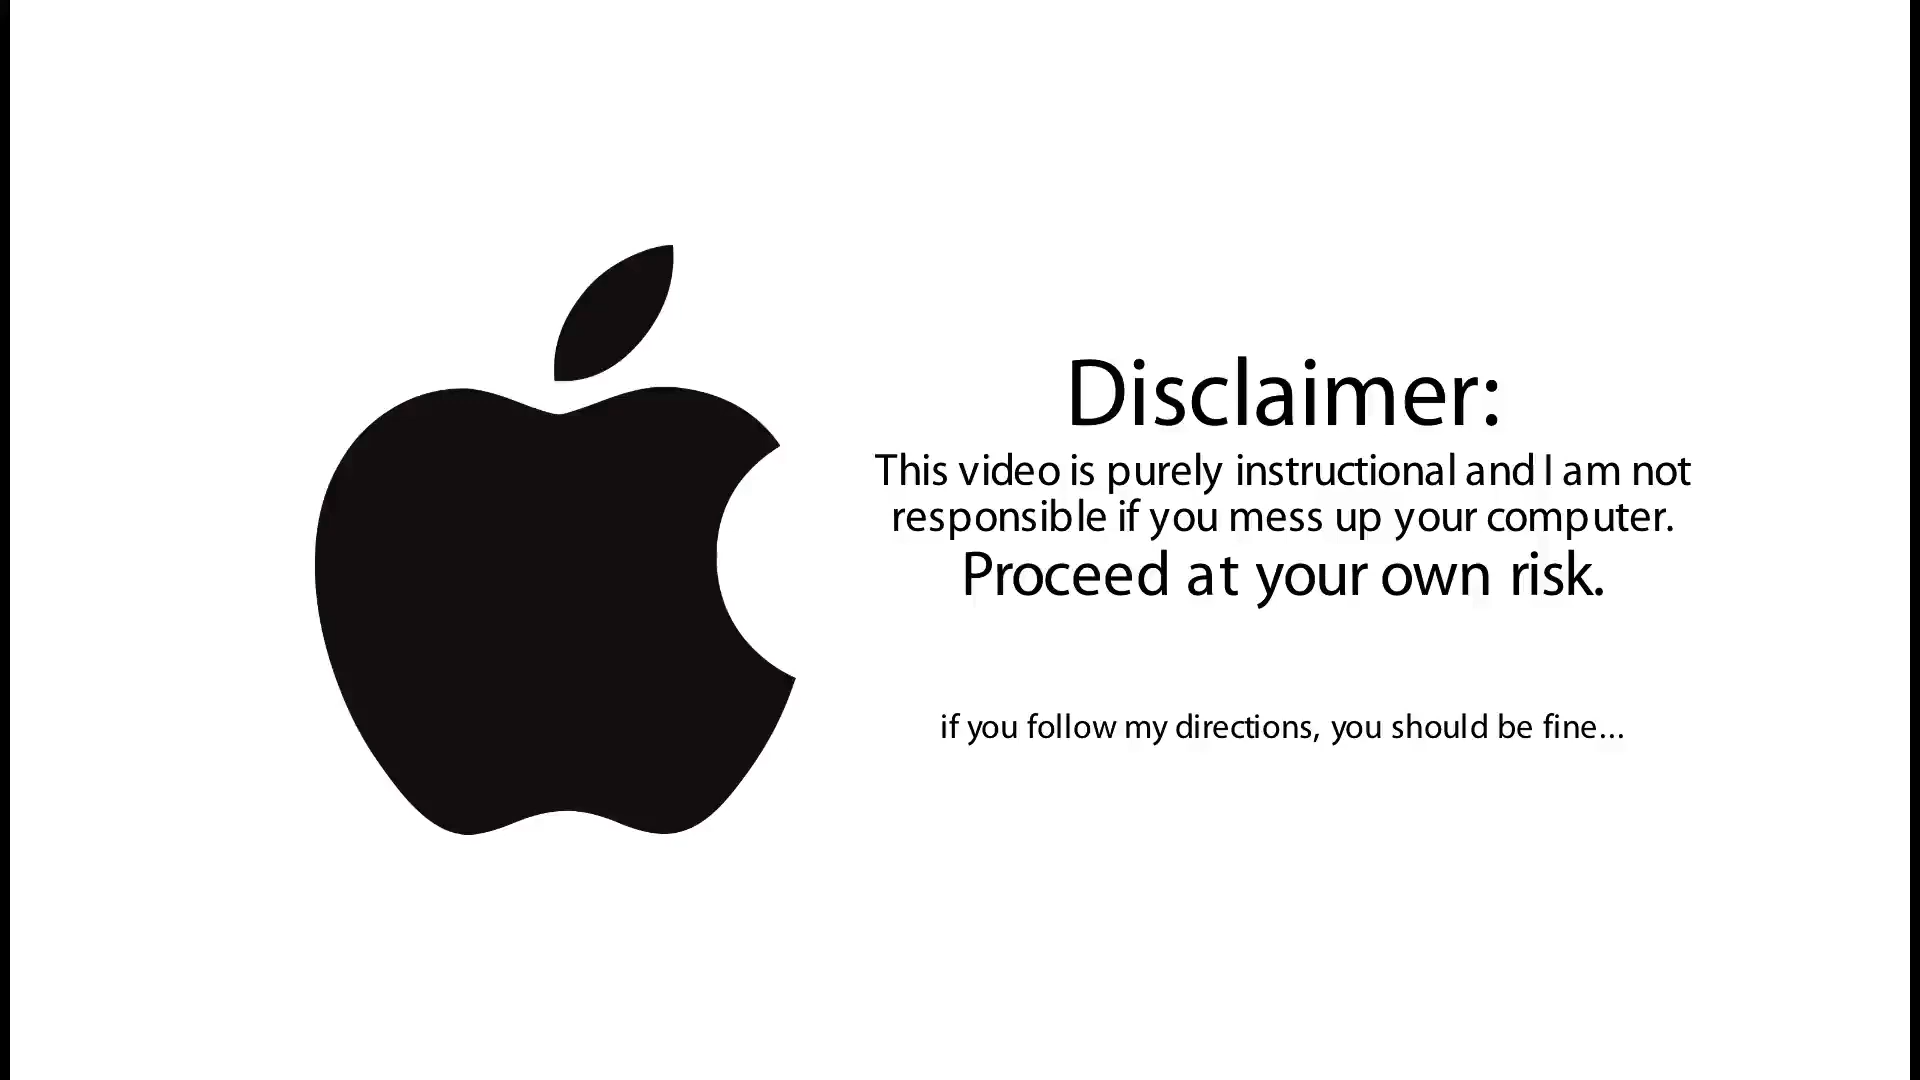 Disclaimer:
This video is purely instructional and I am not
responsible if you mess up your computer.
Proceed at your own risk.
if you follow my directions, you should be fine...